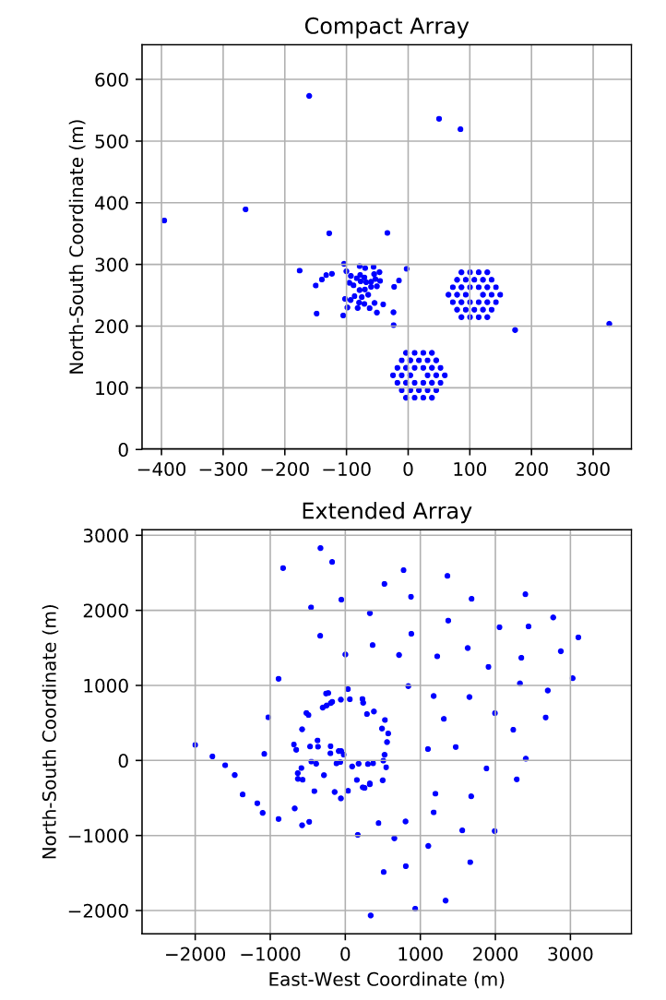 Compact Array
600
500
400
300
200
100
0
North-South Coordinate (m)
−400 −300 −200 −100 0 100 200 300
Extended Array
3000
2000
1000
0
−1000
−2000
North-South Coordinate (m)
−2000 −1000 0 1000 2000 3000
East-West Coordinate (m)